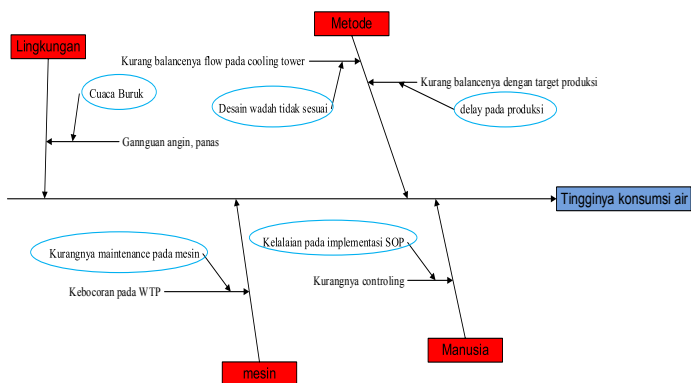 Metode
Lingkungan
Kurang balancenya flow pada cooling tower
Kurang balancenya dengan target produksi
Cuaca Buruk
Desain wadah tidak sesuai
delay pada produksi
Gannguan angin, panas
Tingginya konsumsi air
Kelalaian pada implementasi SOP
Kurangnya maintenance pada mesin
Kurangnya controling
Kebocoran pada WTP
Manusia
mesin